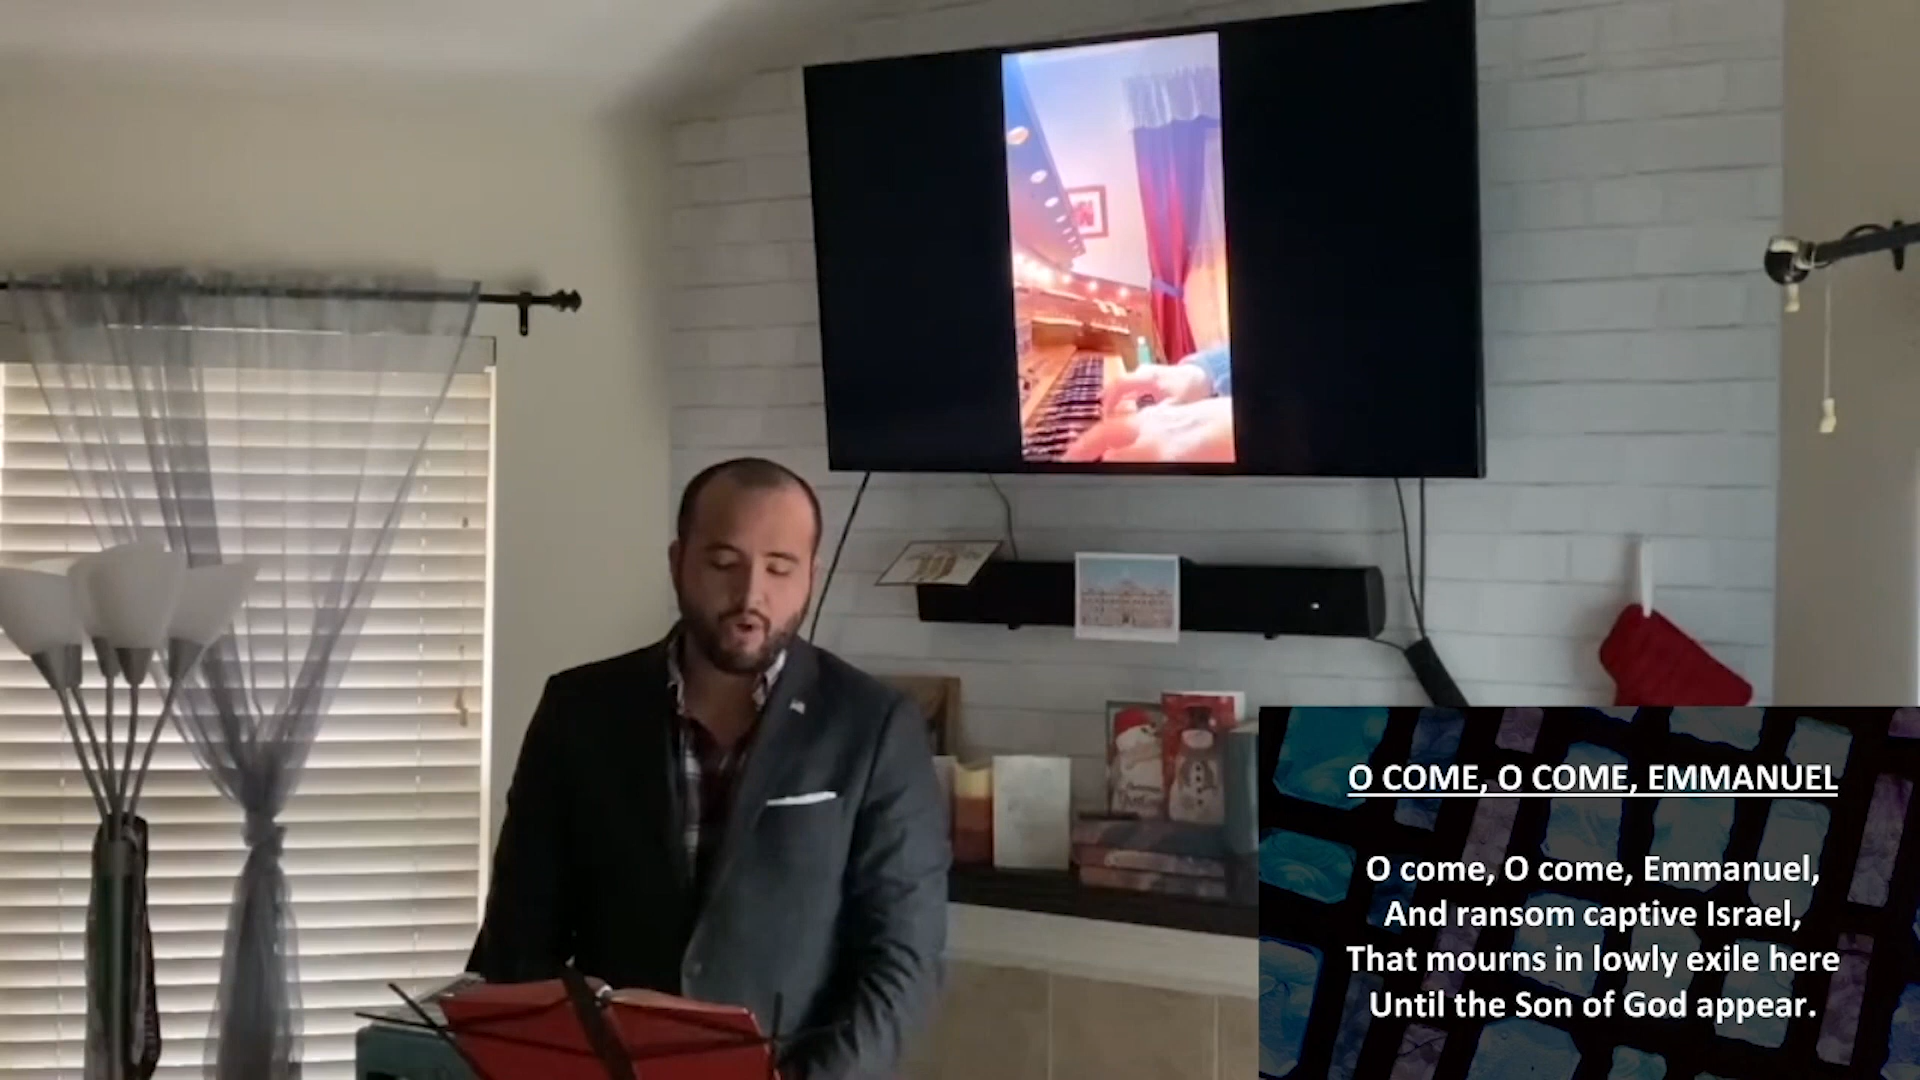 O COME, O COME, EMMANUEL
O come, O come, Emmanuel,
And ransom captive Israel,
That mourns in lowly exile here
Until the Son of God appear.